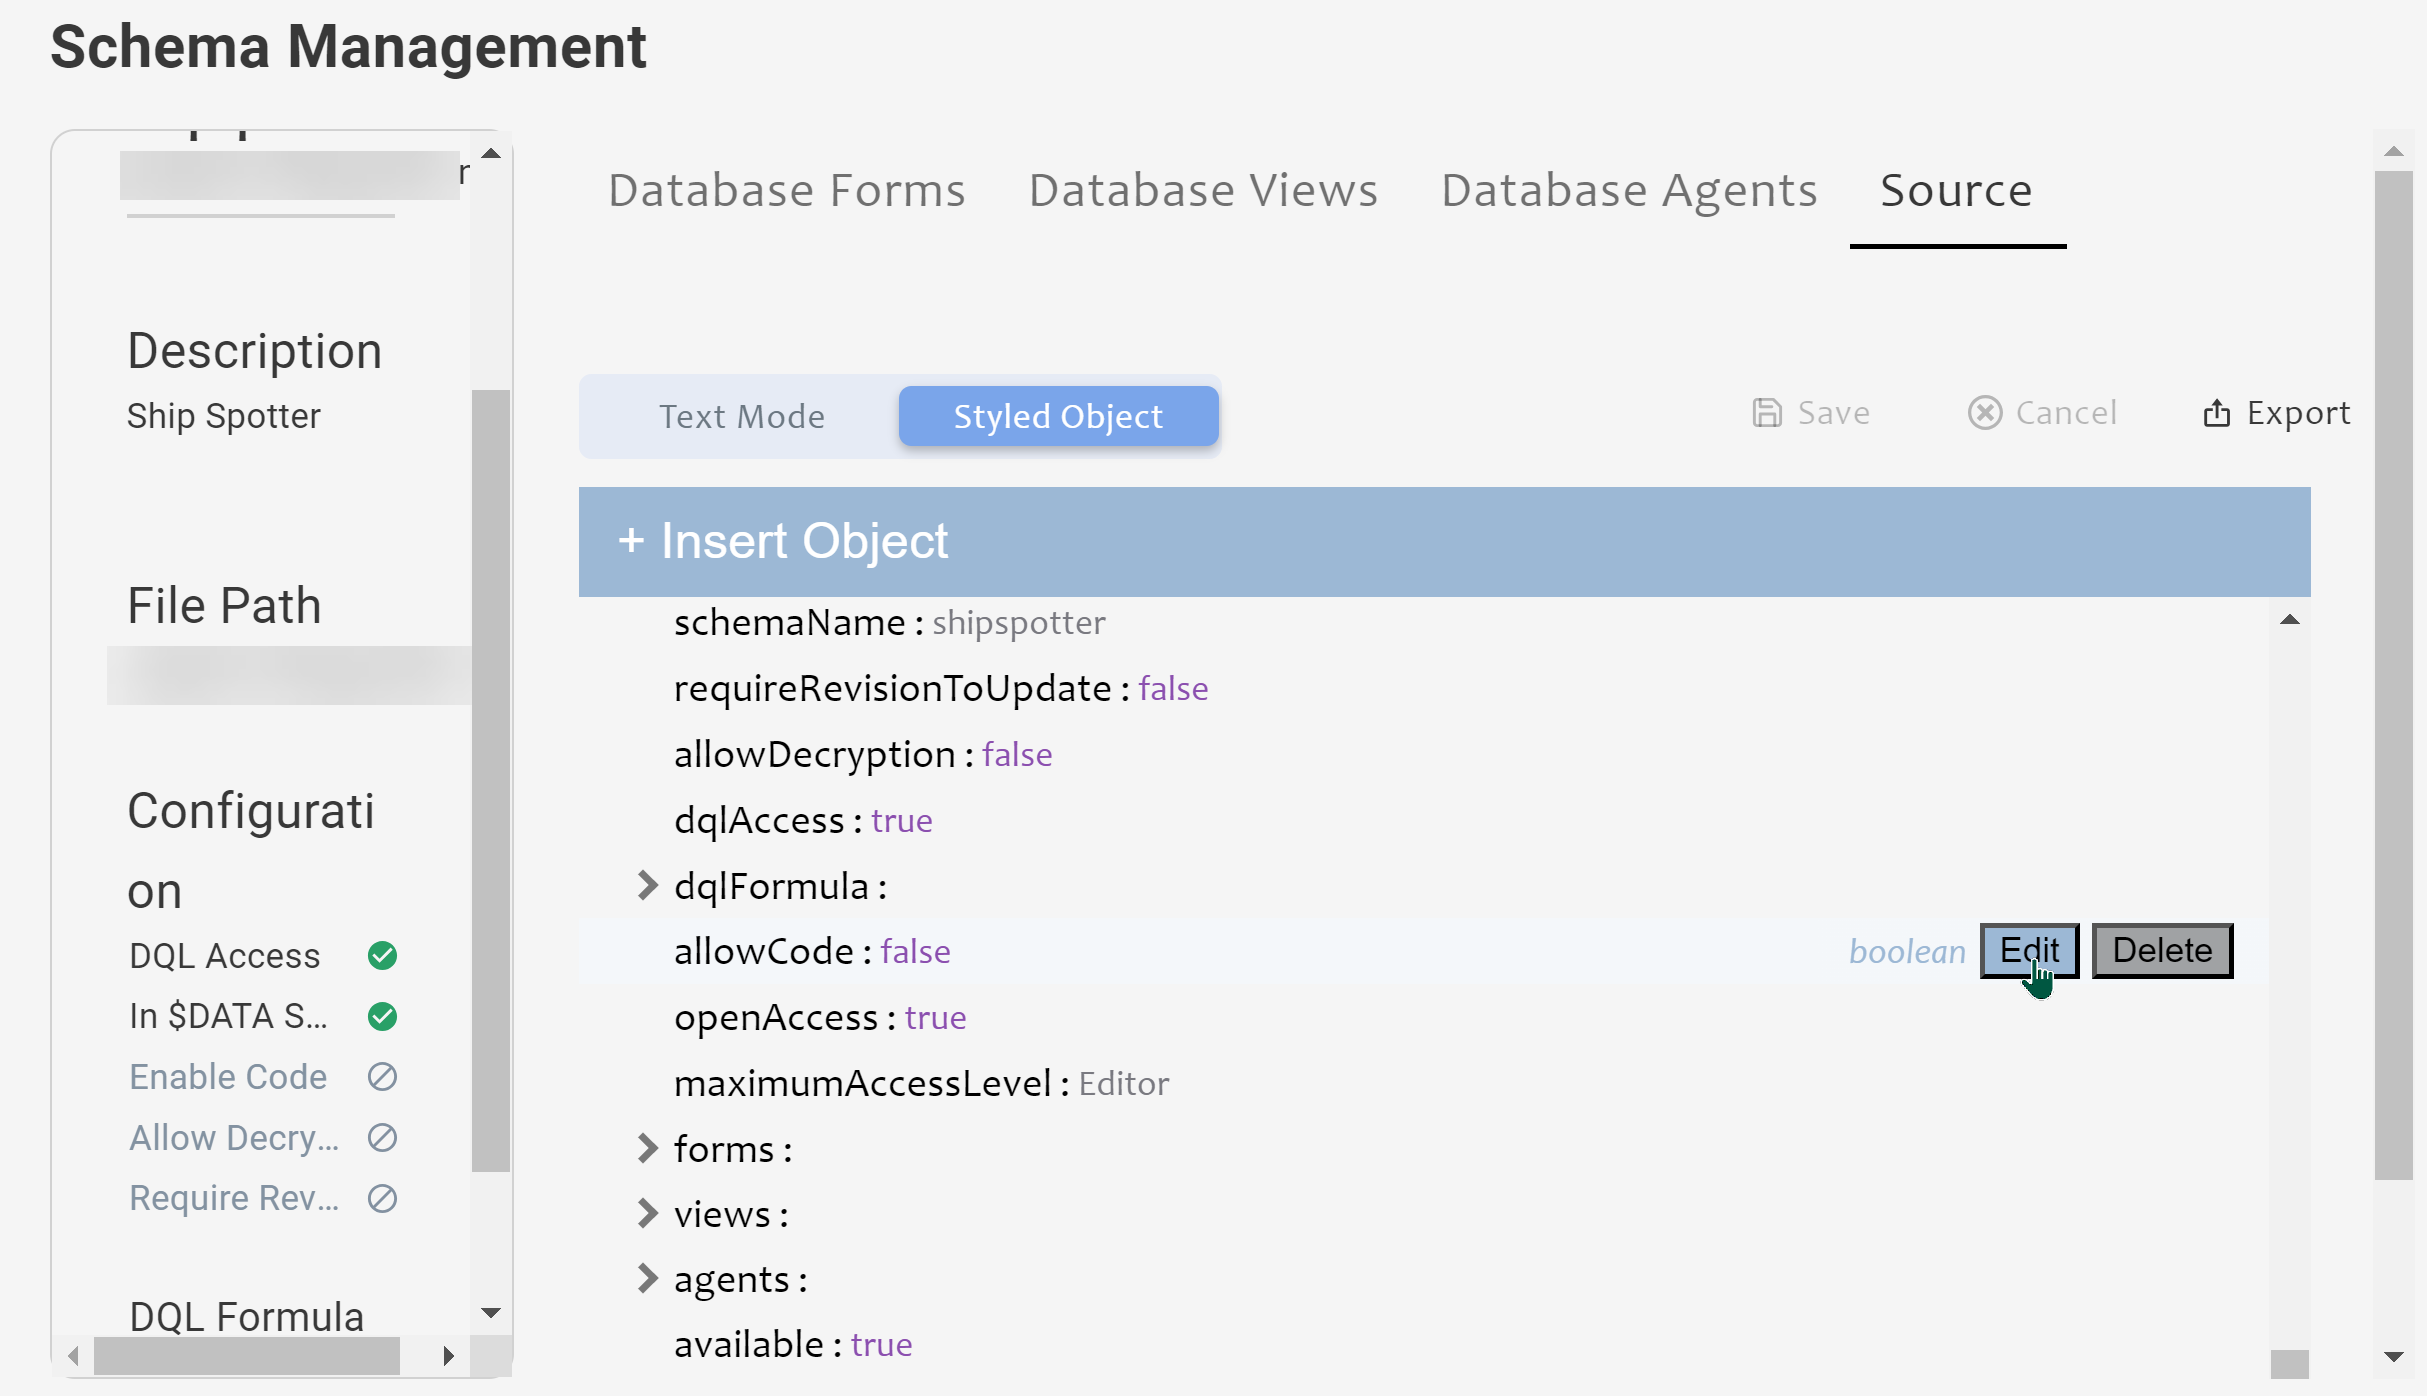 Schema Management
Description
Ship Spotter
File Path
Configurati
on
DQL Access
In $DATA S...
Enable Code
Allow Decry...
Require Rev...
DQL Formula
Database Forms
Database Views
Database Agents
Source
Text Mode
Styled Object
Save
Cancel
Export
+ Insert Object
schemaName : shipspotter
requireRevisionToUpdate : false
allowDecryption : false
dqlAccess : true
dqlFormula :
allowCode : false
boolean
Edit
Delete
openAccess : true
maximumAccessLevel : Editor
forms :
views :
agents :
available : true